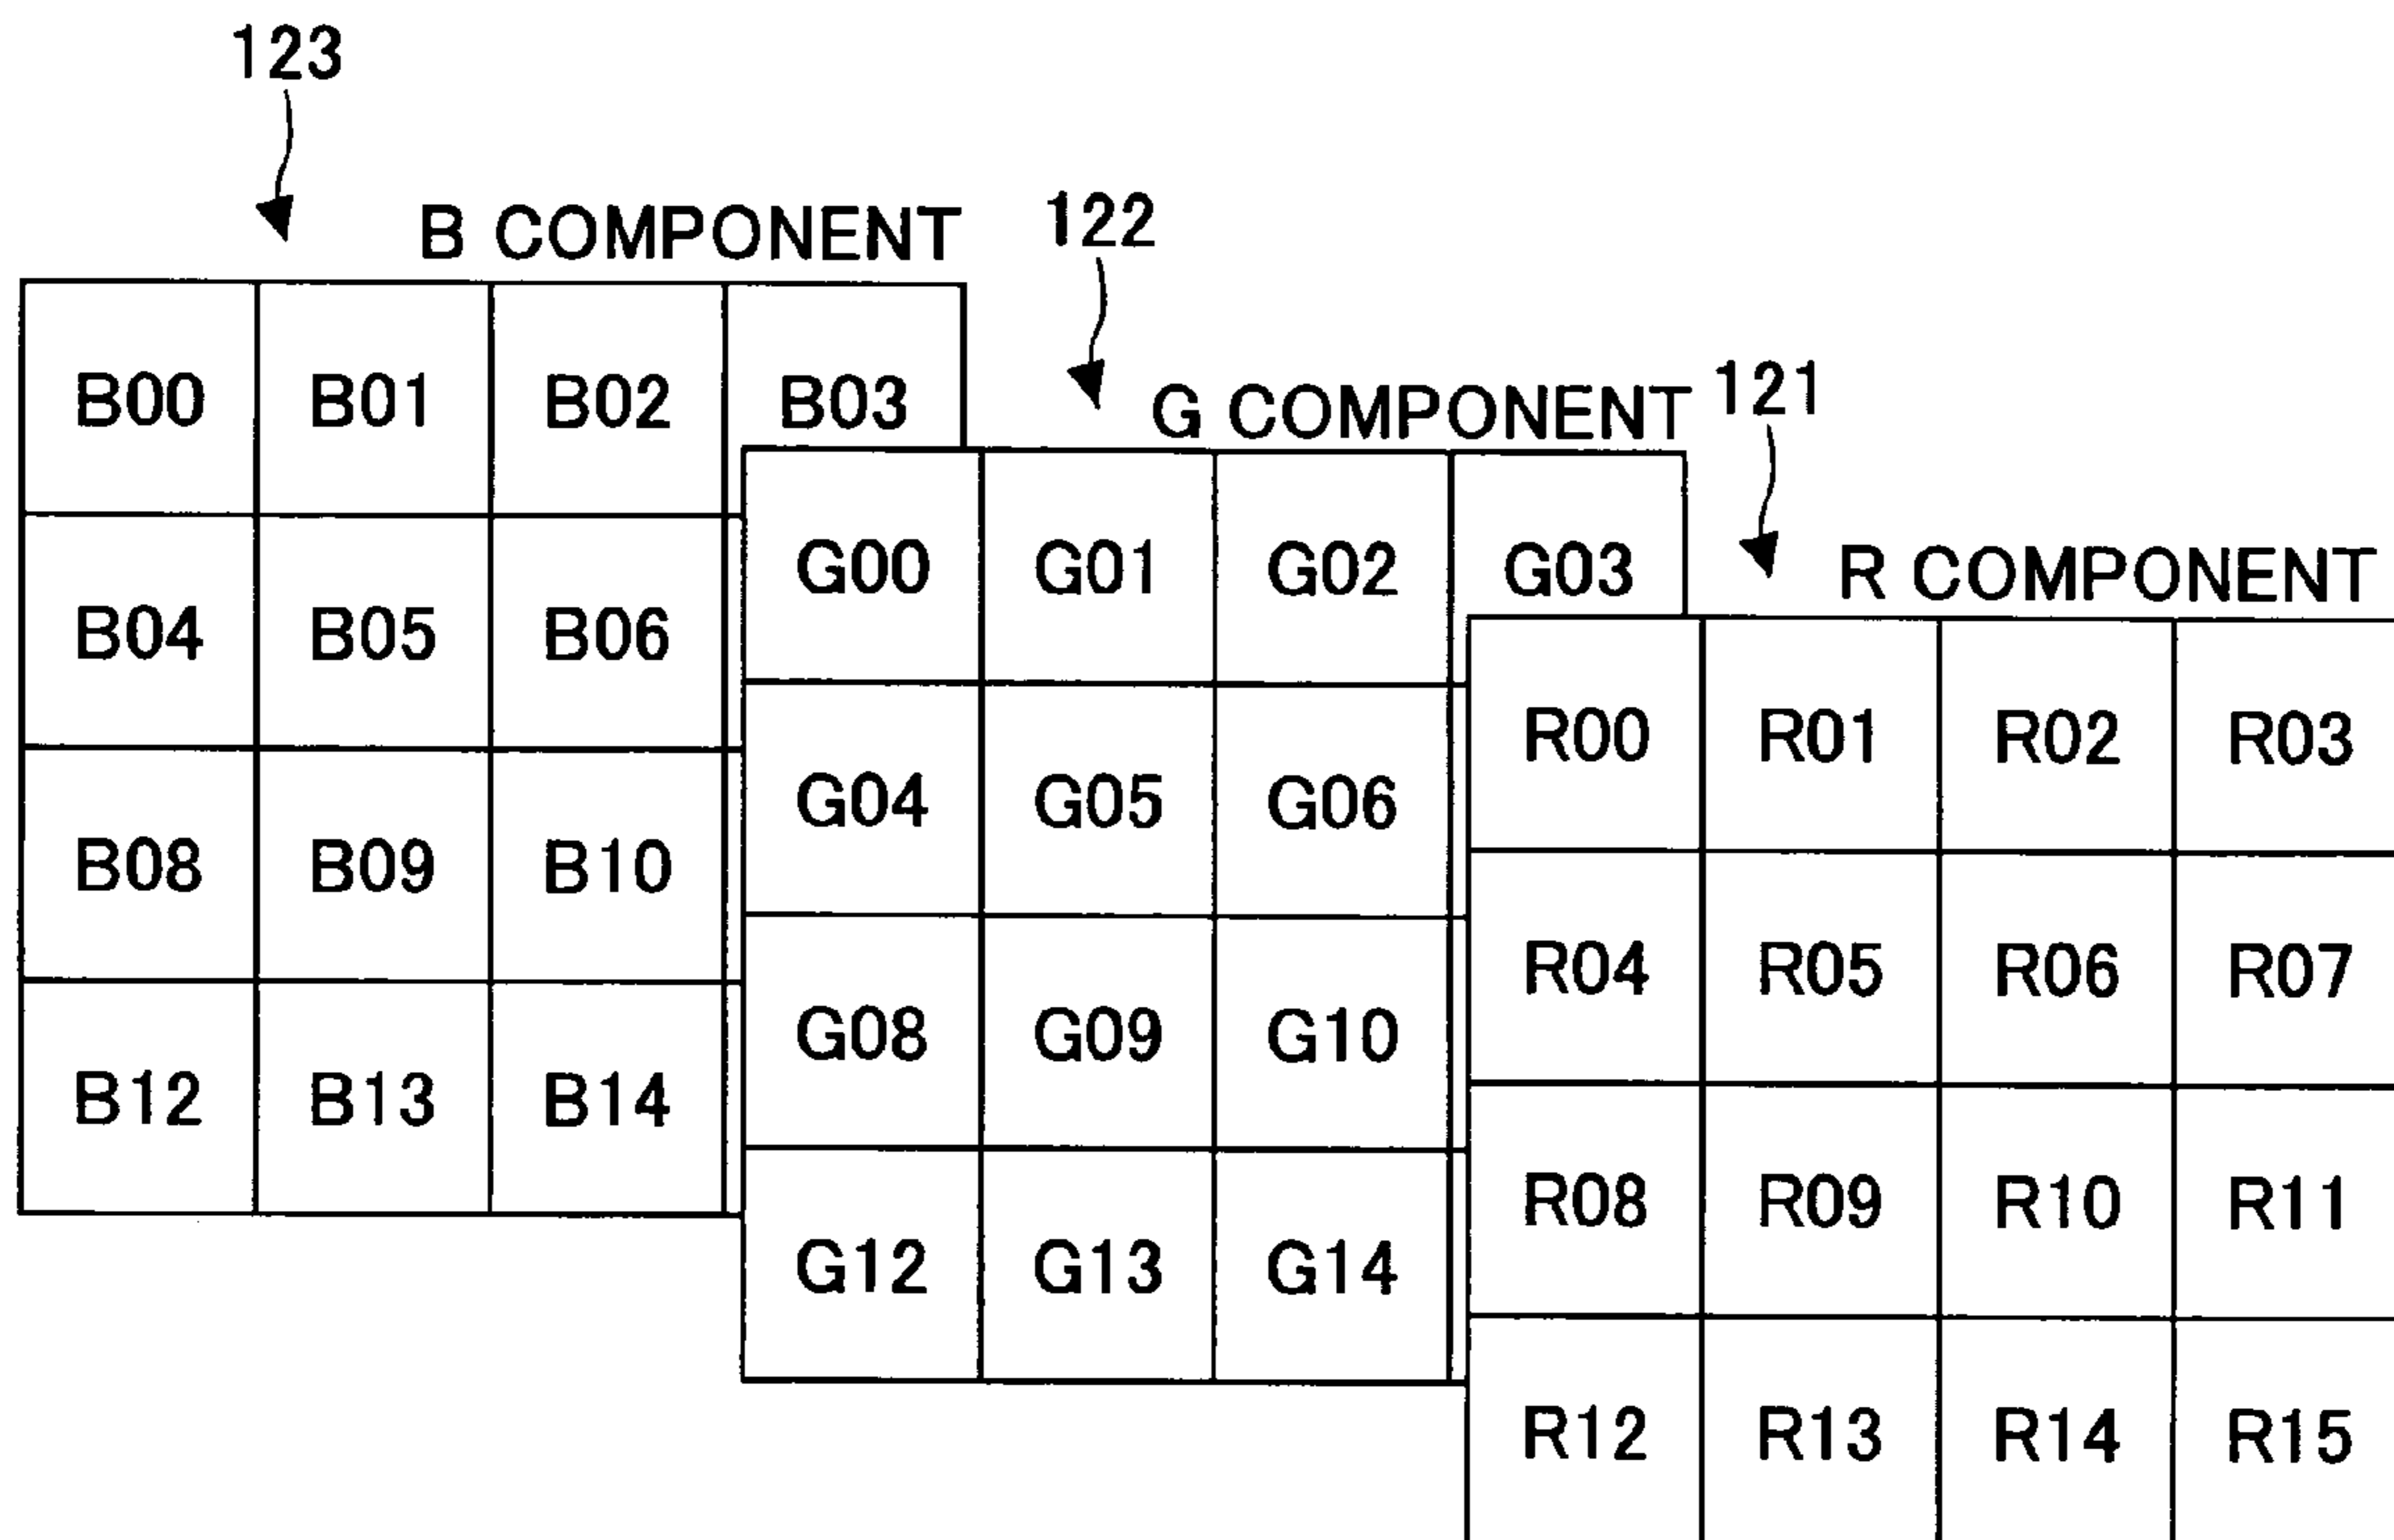 123
B COMPONENT
122
B00 B01 B02 B03
G COMPONENT
121
G00 G01 G02 G03
R COMPONENT
B04 B05 B06
R00 R01 R02 R03
G04 G05 G06
B08 B09 B10
R04 R05 R06 R07
G08 G09 G10
B12 B13 B14
R08 R09 R10 R11
G12 G13 G14
R12 R13 R14 R15